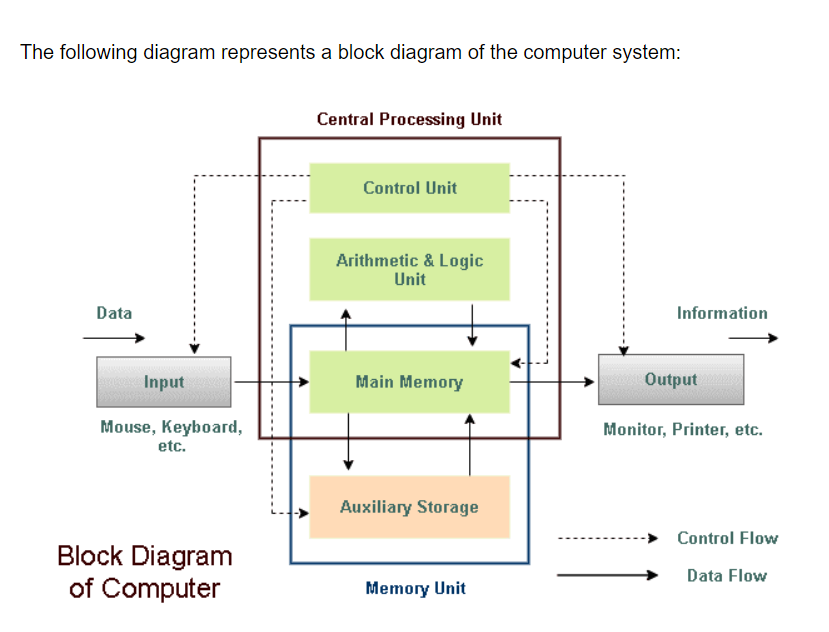 The following diagram represents a block diagram of the computer system:
Central Processing Unit
Control Unit
Arithmetic & Logic
Unit
Data
Information
Input
Main Memory
Output
Mouse, Keyboard,
etc.
Monitor, Printer, etc.
Auxiliary Storage
Control Flow
Block Diagram
of Computer
Data Flow
Memory Unit